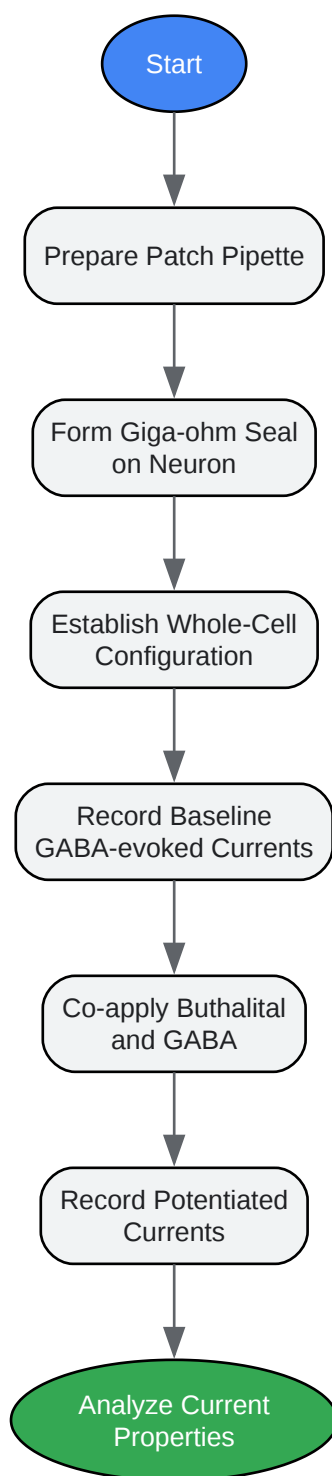 Start
Prepare Patch Pipette
Form Giga-ohm Seal
on Neuron
Establish Whole-Cell
Configuration
Record Baseline
GABA-evoked Currents
Co-apply Buthalital
and GABA
Record Potentiated
Currents
Analyze Current
Properties